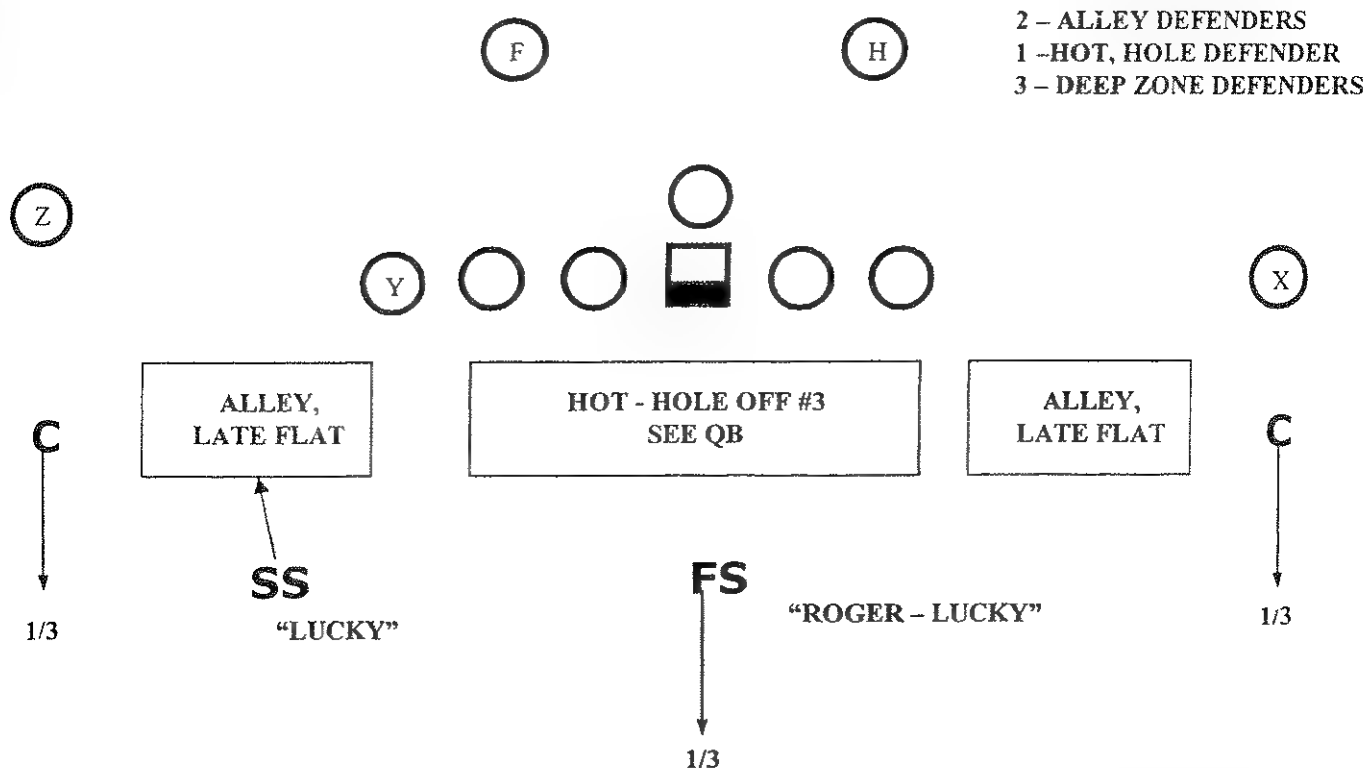 2 – ALLEY DEFENDERS
F
H
1 –HOT, HOLE DEFENDER
3 – DEEP ZONE DEFENDERS
Z
Y
X
ALLEY,
LATE FLAT
HOT - HOLE OFF #3
SEE QB
ALLEY,
LATE FLAT
C
C
SS
FS
"LUCKY"
"ROGER – LUCKY"
1/3
1/3
1/3